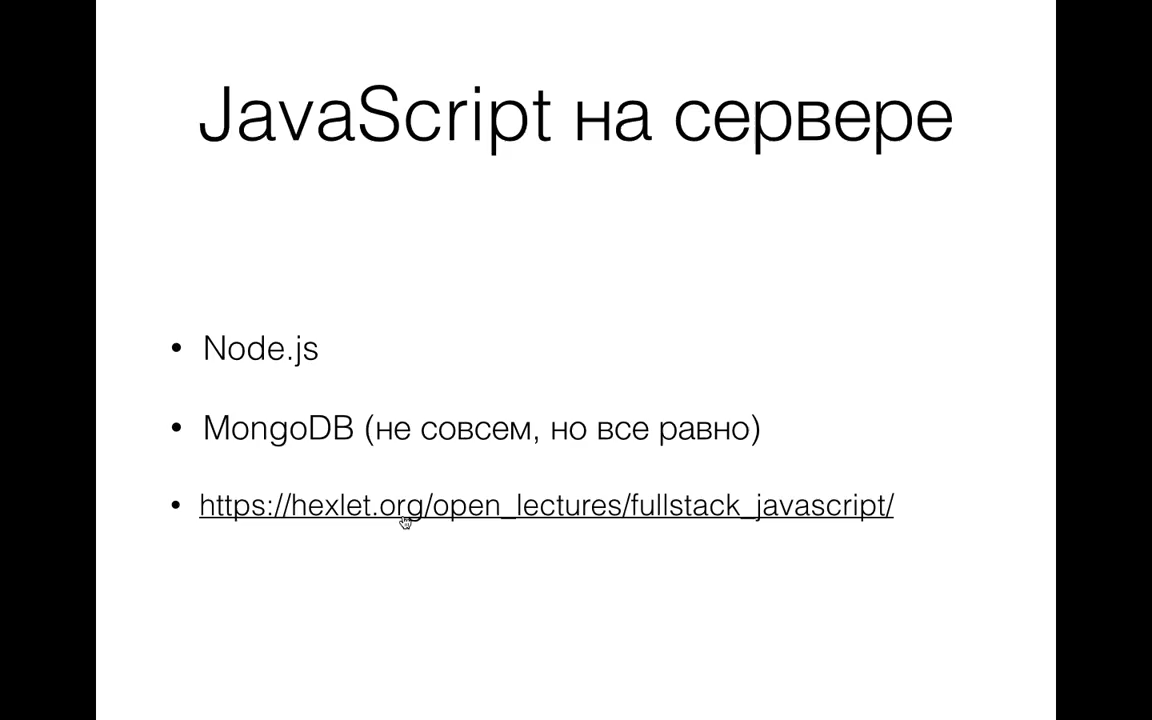 JavaScript на сервере
• Node.js
• MongoDB (не совсем, но все равно)
• https://hexlet.org/open_lectures/fullstack_javascript/